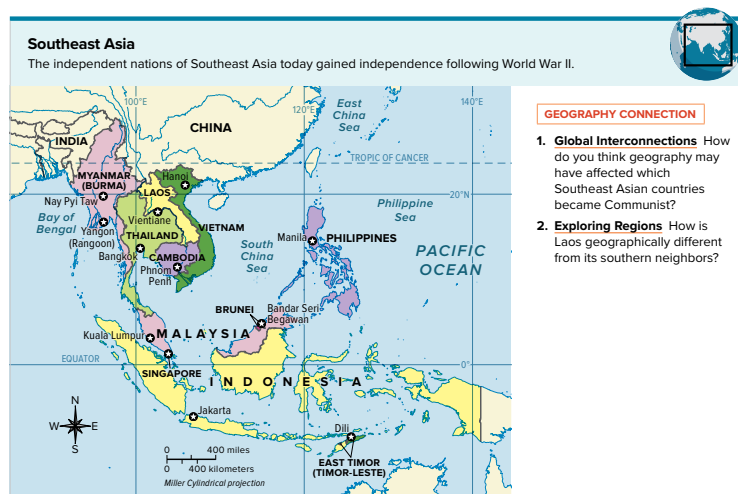 Southeast Asia
The independent nations of Southeast Asia today gained independence following World War II.
100°E
120°E
140°E
East
China
Sea
CHINA
INDIA
TROPIC OF CANCER
MYANMAR
(BURMA)
Hanoi
LAOS
Nay Pyi Taw
20°N
Philippine
Sea
Bay of
Bengal
Yangon
(Rangoon)
Vientiane
VIETNAM
THAILAND
Bangkok
CAMBODIA
Phnom
Penh
South
China
Sea
Manila
PHILIPPINES
PACIFIC
OCEAN
BRUNEI
Bandar Seri
Begawan
Kuala Lumpur
MALAYSIA
EQUATOR
0°
SINGAPORE
INDONESIA
Jakarta
Dili
EAST TIMOR
(TIMOR-LESTE)
N
W
E
S
0 400 miles
0 400 kilometers
Miller Cylindrical projection
GEOGRAPHY CONNECTION
1. Global Interconnections How
do you think geography may
have affected which
Southeast Asian countries
became Communist?
2. Exploring Regions How is
Laos geographically different
from its southern neighbors?